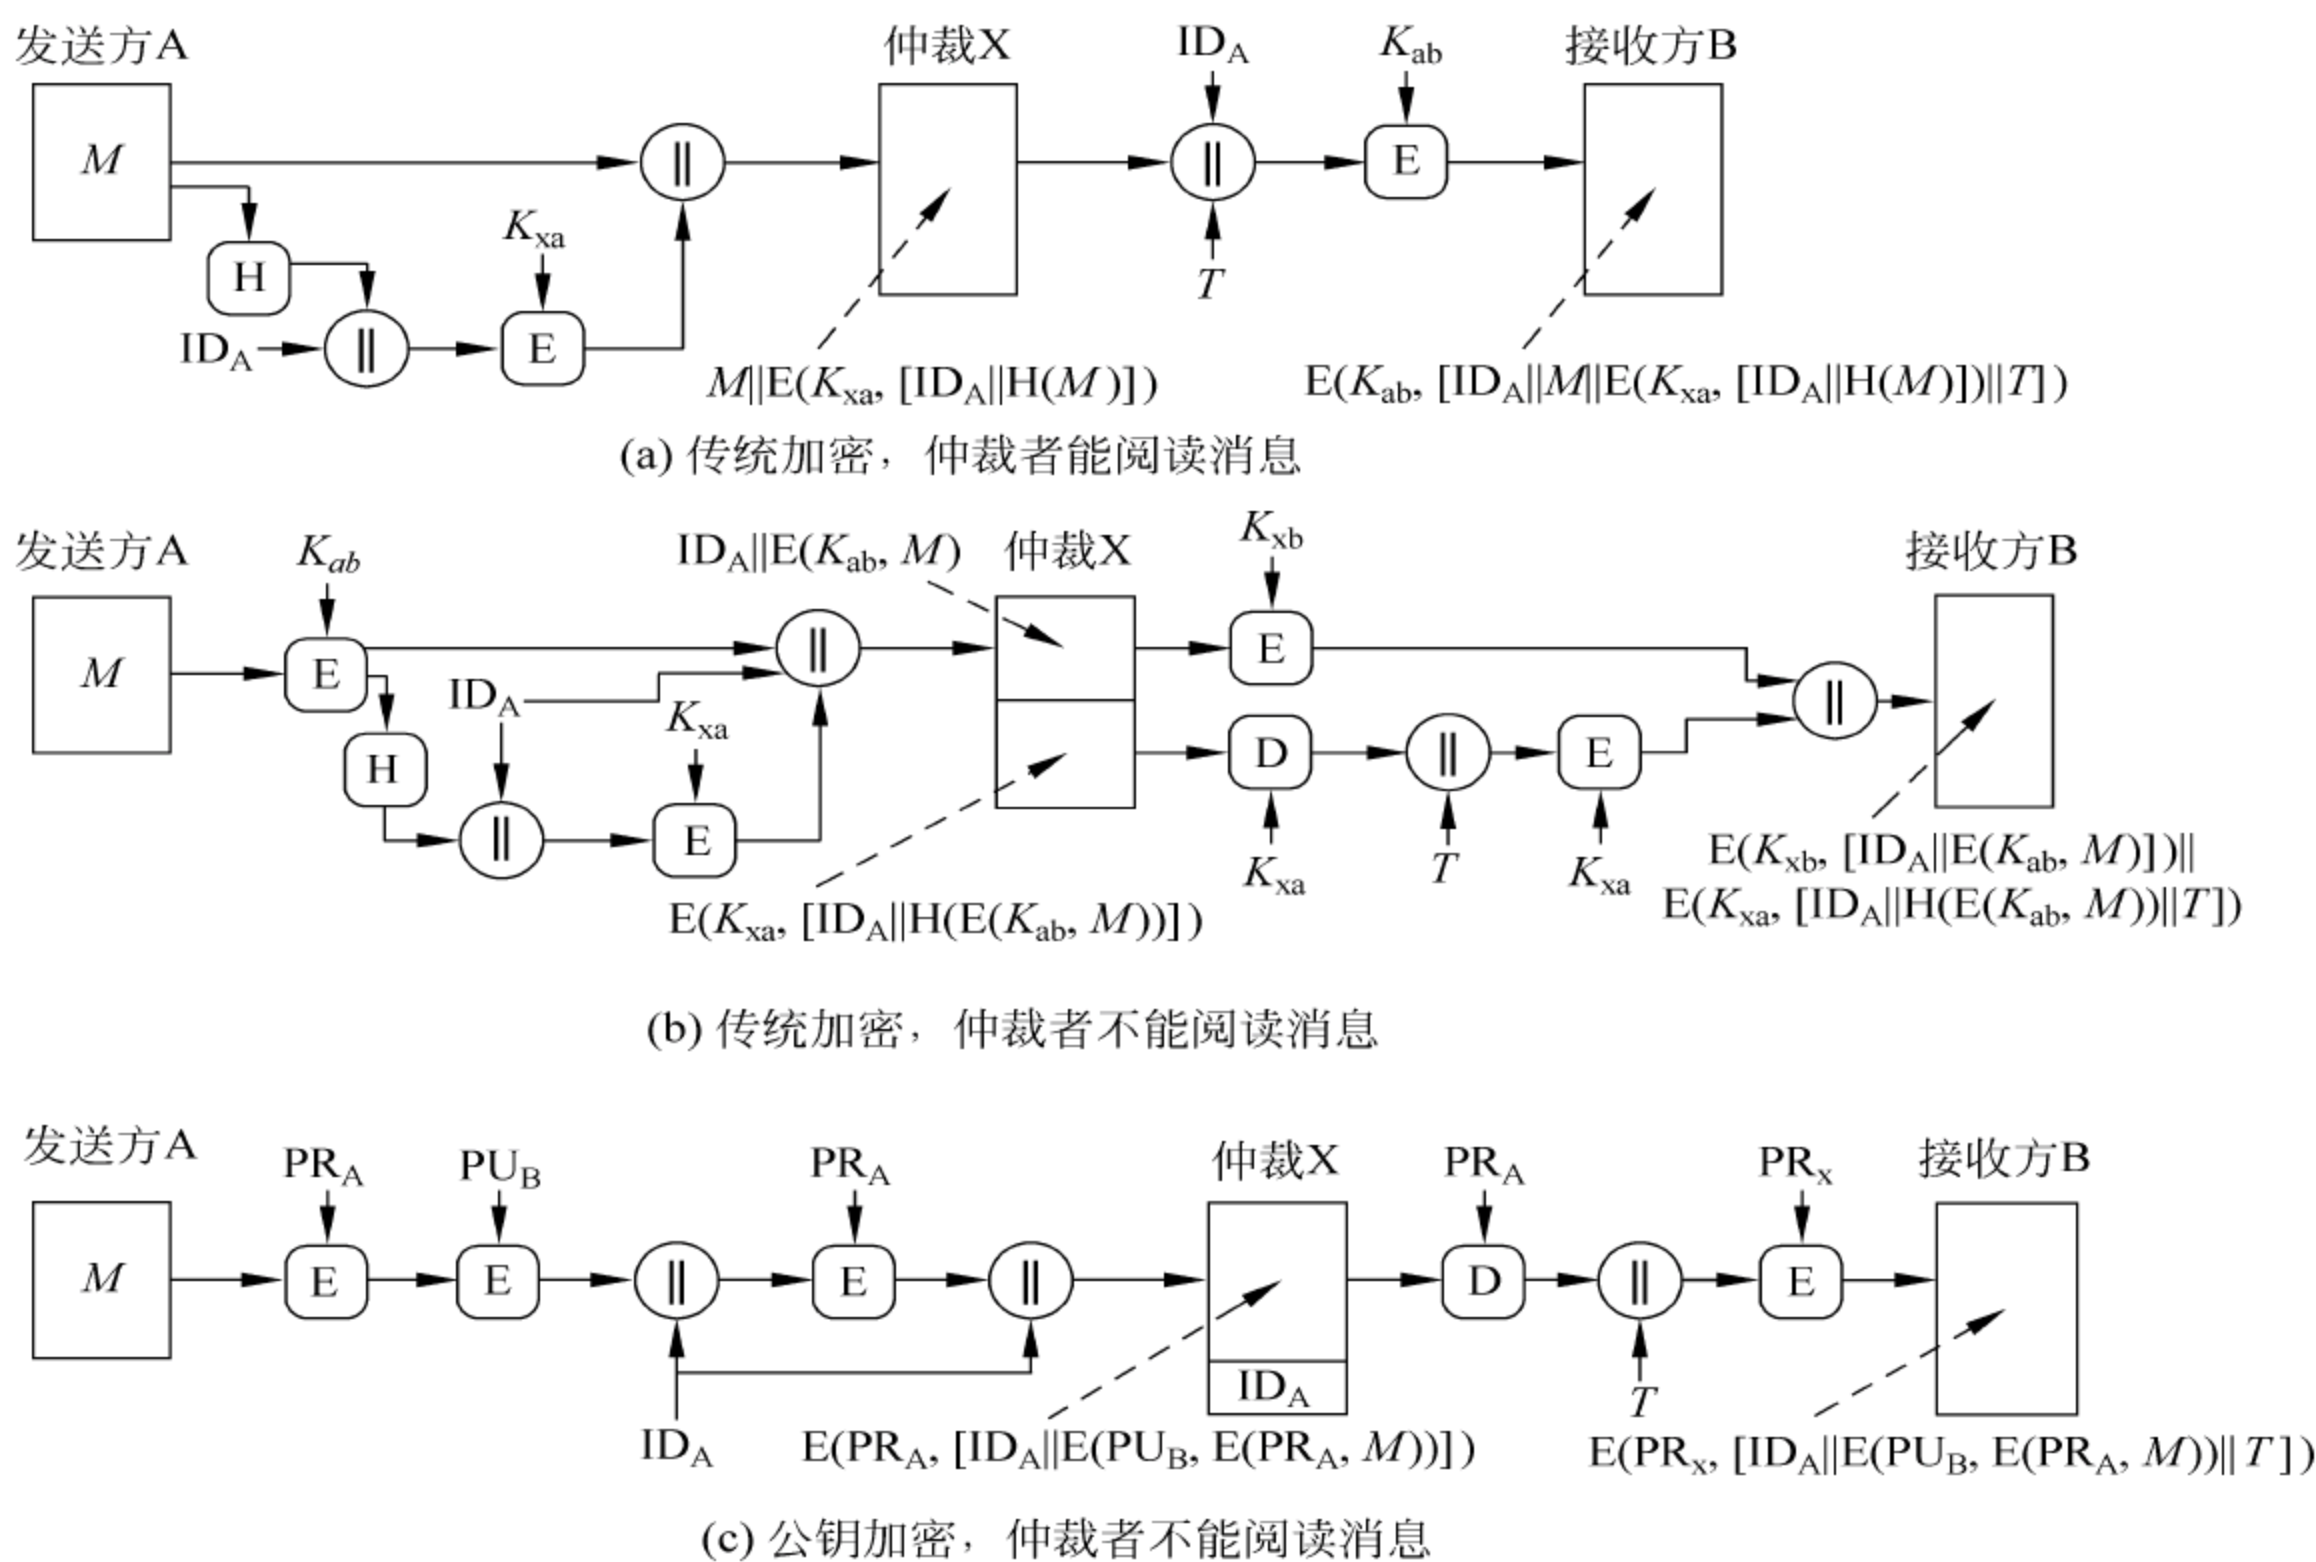 发送方A
仲裁X
ID_A
K_ab
接收方B
M
||
||
E
H
K_xa
ID_A
||
E
T
M||E(K_xa, [ID_A||H(M)])
E(K_ab, [ID_A||M||E(K_xa, [ID_A||H(M)])||T])
(a) 传统加密，仲裁者能阅读消息
发送方A
K_ab
ID_A||E(K_ab, M)
仲裁X
K_xb
接收方B
M
E
||
E
ID_A
K_xa
||
H
D
||
E
||
E
K_xa
T
K_xa
E(K_xa, [ID_A||H(E(K_ab, M))])
E(K_xb, [ID_A||E(K_ab, M)])||
E(K_xa, [ID_A||H(E(K_ab, M))||T])
(b) 传统加密，仲裁者不能阅读消息
发送方A
PR_A
PU_B
PR_A
仲裁X
PR_A
PR_x
接收方B
M
E
E
||
E
||
D
||
E
ID_A
T
ID_A
E(PR_A, [ID_A||E(PU_B, E(PR_A, M))])
E(PR_x, [ID_A||E(PU_B, E(PR_A, M))||T])
(c) 公钥加密，仲裁者不能阅读消息